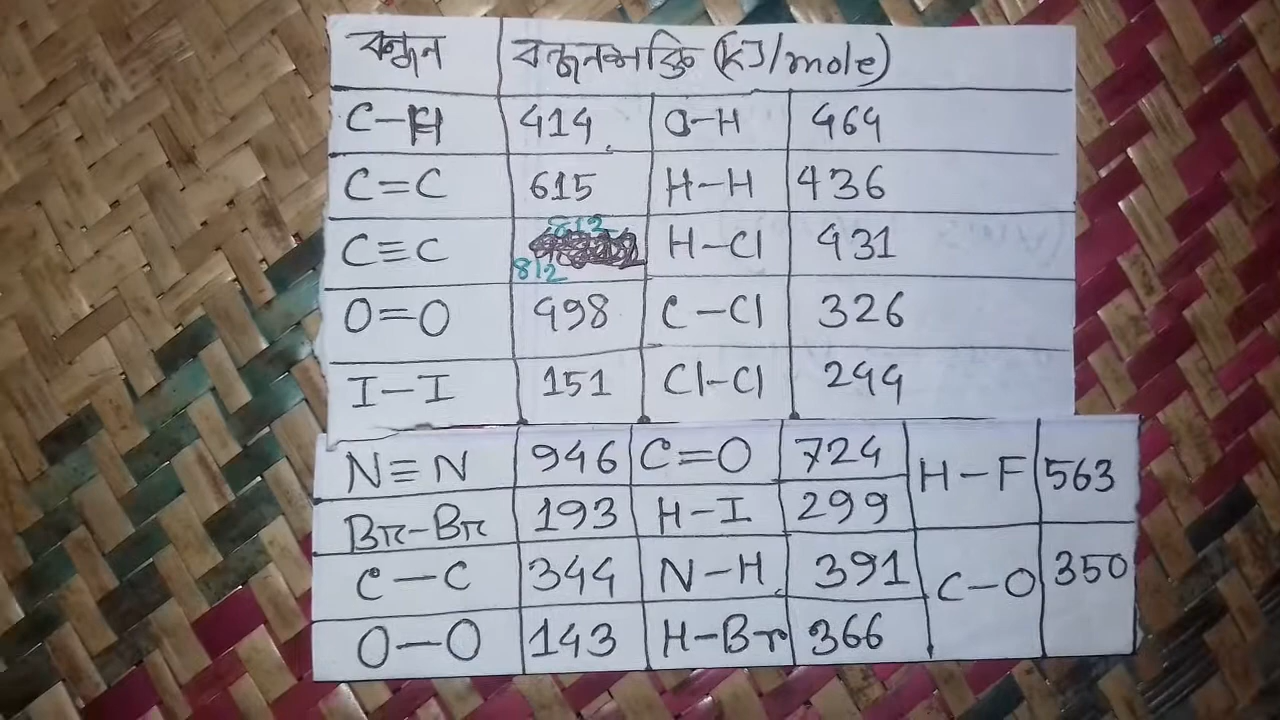 বন্ধন বন্ধনশক্তি (kJ/mole)
C–H 414 O–H 464
C=C 615 H–H 436
C≡C 812 812 H–Cl 431
O=O 498 C–Cl 326
I–I 151 Cl–Cl 244
N≡N 946 C=O 724 H–F 563
Br–Br 193 H–I 299
C–C 344 N–H 391 C–O 350
O–O 143 H–Br 366